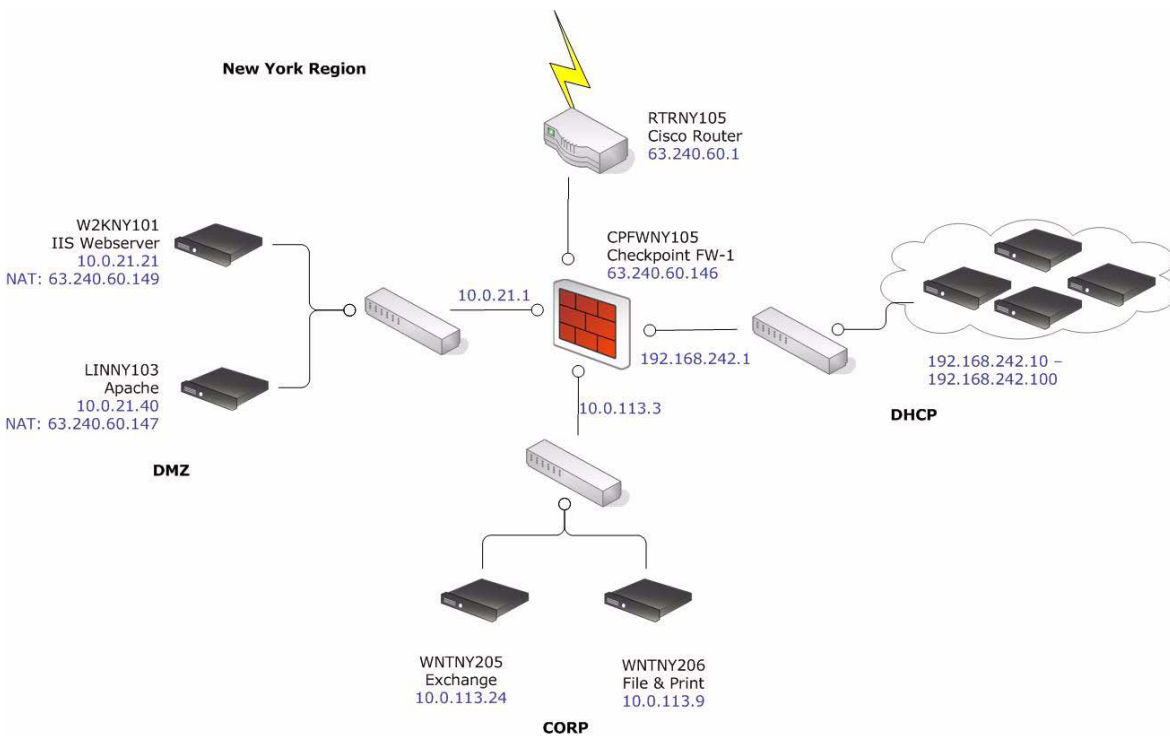 New York Region
RTRNY105
Cisco Router
63.240.60.1
W2KNY101
IIS Webserver
10.0.21.21
NAT: 63.240.60.149
CPFWNY105
Checkpoint FW-1
63.240.60.146
10.0.21.1
192.168.242.1
192.168.242.10 –
192.168.242.100
DHCP
LINNY103
Apache
10.0.21.40
NAT: 63.240.60.147
DMZ
10.0.113.3
WNTNY205
Exchange
10.0.113.24
WNTNY206
File & Print
10.0.113.9
CORP